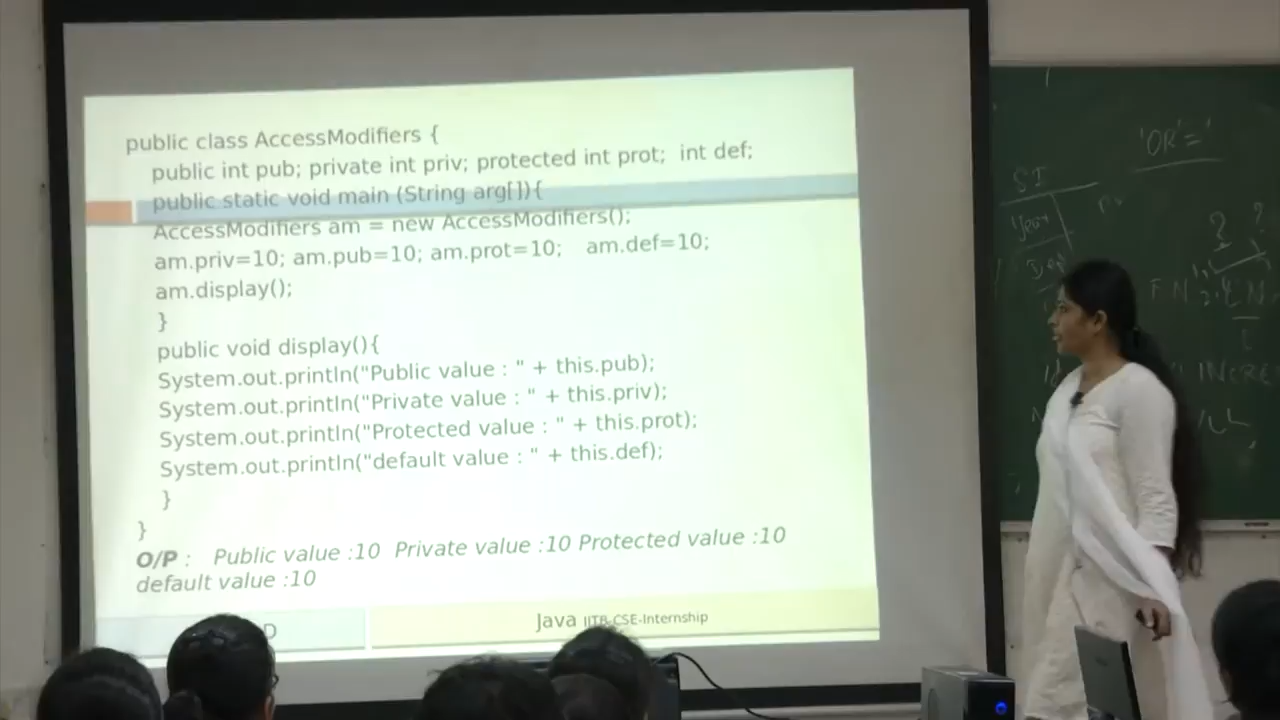 public class AccessModifiers {
public int pub; private int priv; protected int prot; int def;
public static void main (String arg[]){
AccessModifiers am = new AccessModifiers();
am.priv=10; am.pub=10; am.prot=10; am.def=10;
am.display();
}
public void display(){
System.out.println("Public value : " + this.pub);
System.out.println("Private value : " + this.priv);
System.out.println("Protected value : " + this.prot);
System.out.println("default value : " + this.def);
}
}
O/P : Public value :10 Private value :10 Protected value :10
default value :10
Java IITB-CSE-Internship
'OR'='
SI